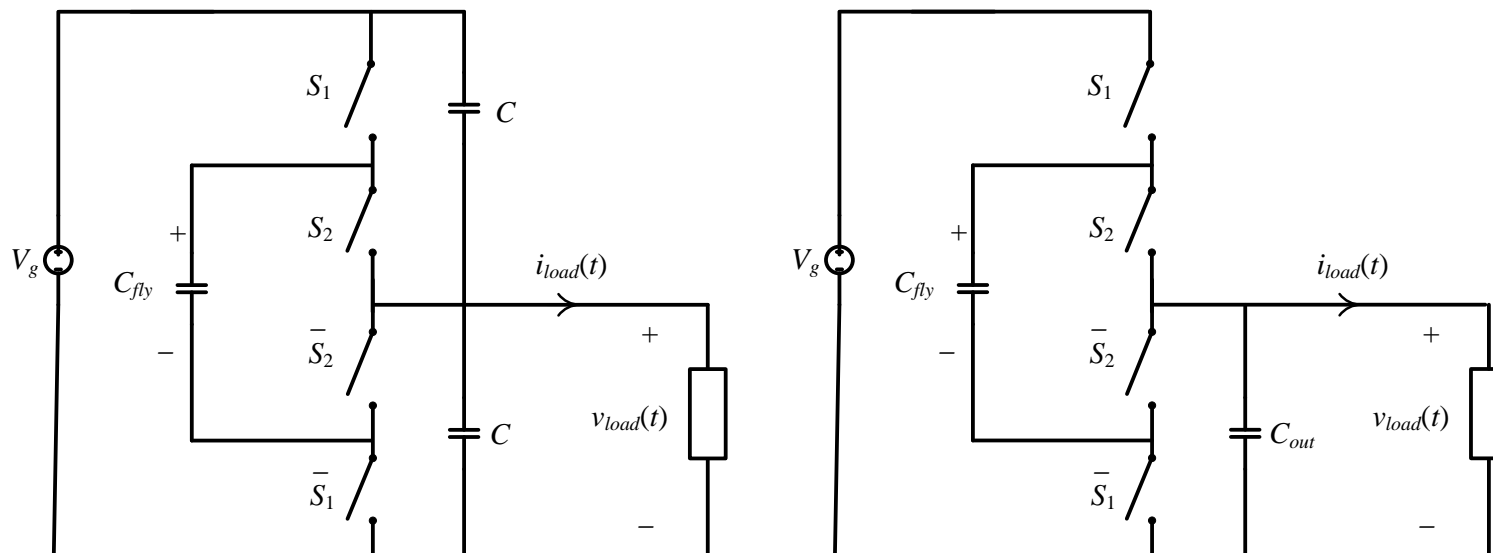 S₁
C
+
S₂
V_g
C_fly
i_load(t)
−
S̅₂
+
v_load(t)
C
S̅₁
−
S₁
+
S₂
V_g
C_fly
i_load(t)
−
S̅₂
+
v_load(t)
C_out
S̅₁
−